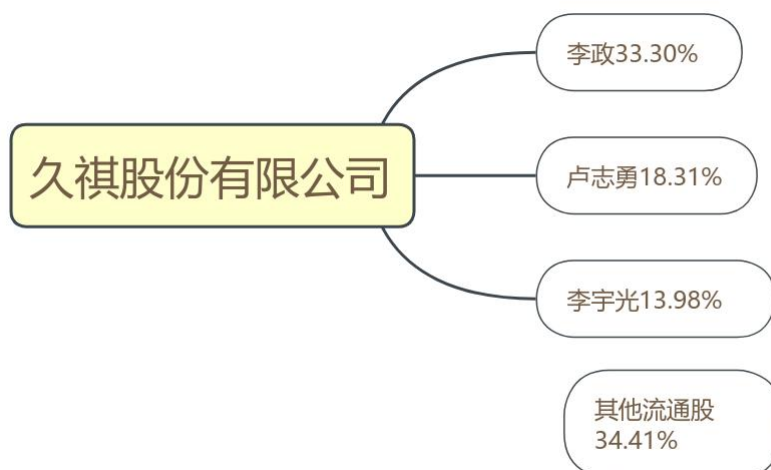 李政33.30%
久祺股份有限公司
卢志勇18.31%
李宇光13.98%
其他流通股
34.41%